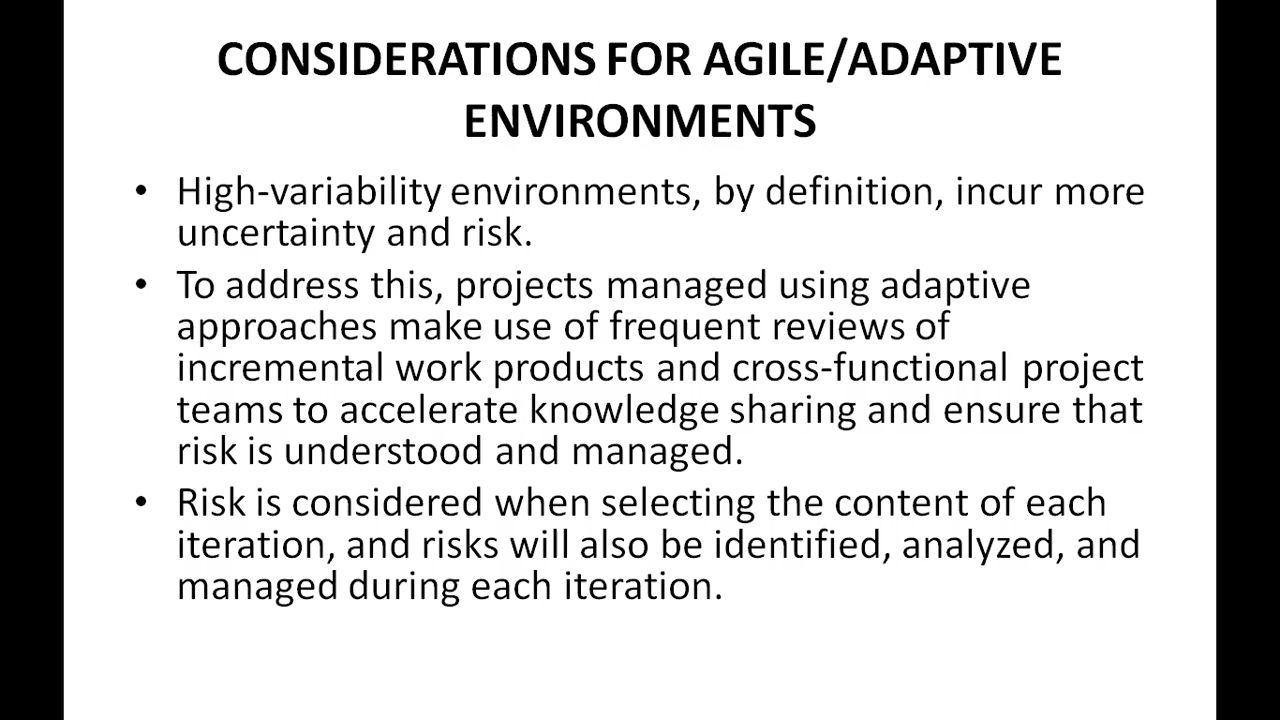 CONSIDERATIONS FOR AGILE/ADAPTIVE
ENVIRONMENTS
• High-variability environments, by definition, incur more
uncertainty and risk.
• To address this, projects managed using adaptive
approaches make use of frequent reviews of
incremental work products and cross-functional project
teams to accelerate knowledge sharing and ensure that
risk is understood and managed.
• Risk is considered when selecting the content of each
iteration, and risks will also be identified, analyzed, and
managed during each iteration.